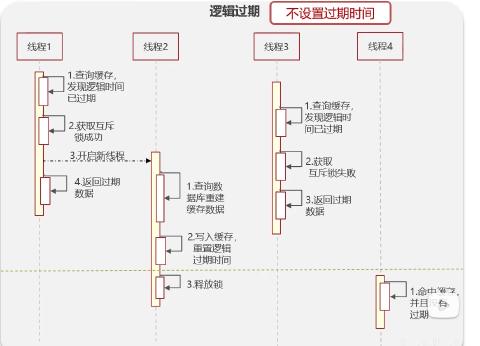 逻辑过期
不设置过期时间
线程1
线程2
线程3
线程4
1.查询缓存，
发现逻辑时间
已过期
2.获取互斥
锁成功
3.开启新线程
4.返回过期
数据
1.查询数
据库重建
缓存数据
2.写入缓存，
重置逻辑
过期时间
3.释放锁
1.查询缓存，
发现逻辑时
间已过期
2.获取
互斥锁失败
3.返回过期
数据
1.命中缓存，
并且没有
过期